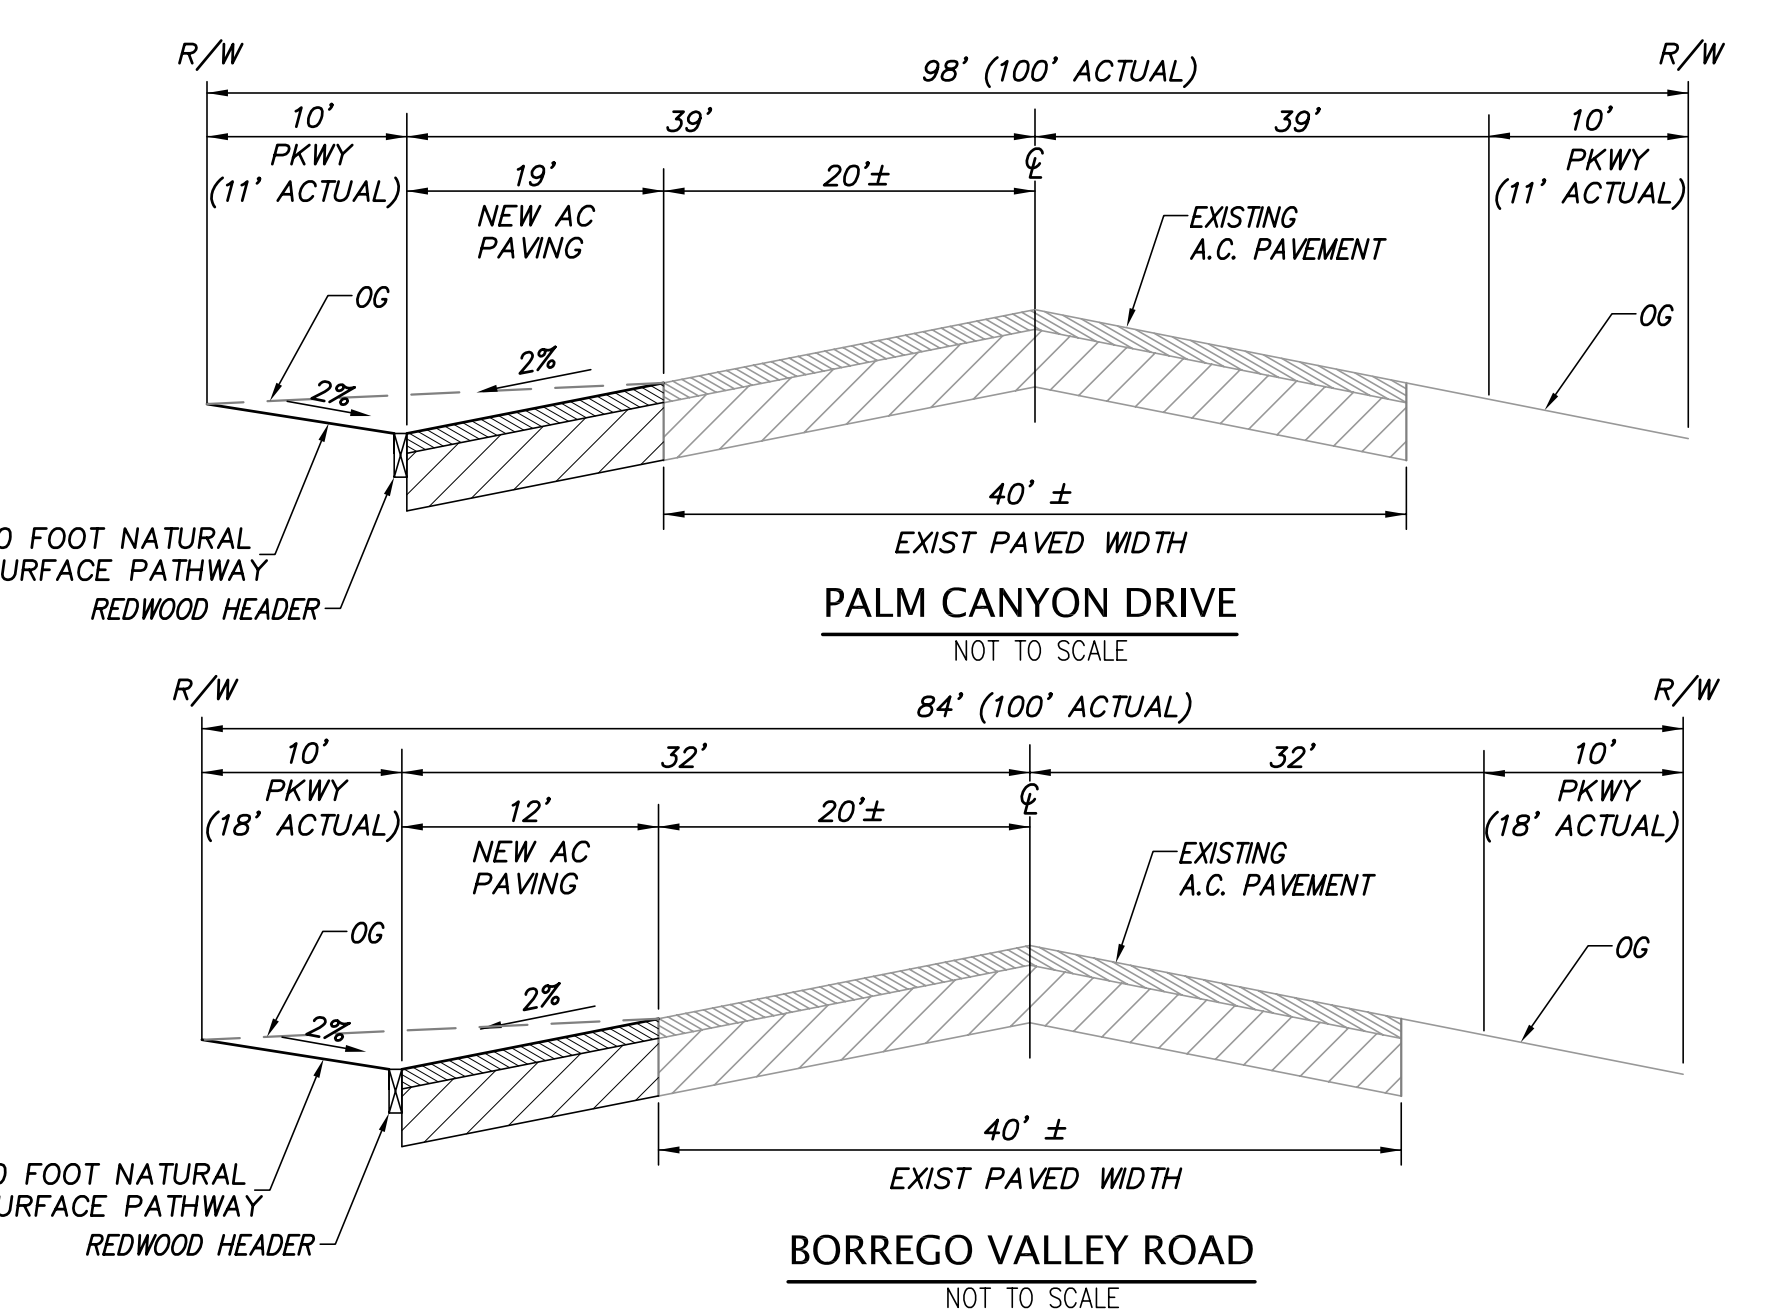 R/W
R/W
98' (100' ACTUAL)
10'
39'
39'
10'
PKWY
(11' ACTUAL)
19'
20'±
℄
PKWY
(11' ACTUAL)
NEW AC
PAVING
EXISTING
A.C. PAVEMENT
OG
OG
2%
2%
40' ±
EXIST PAVED WIDTH
FOOT NATURAL
PATHWAY
REDWOOD HEADER
PALM CANYON DRIVE
NOT TO SCALE
R/W
R/W
84' (100' ACTUAL)
10'
32'
32'
10'
PKWY
(18' ACTUAL)
12'
20'±
℄
PKWY
(18' ACTUAL)
NEW AC
PAVING
EXISTING
A.C. PAVEMENT
OG
OG
2%
2%
40' ±
EXIST PAVED WIDTH
FOOT NATURAL
PATHWAY
REDWOOD HEADER
BORREGO VALLEY ROAD
NOT TO SCALE